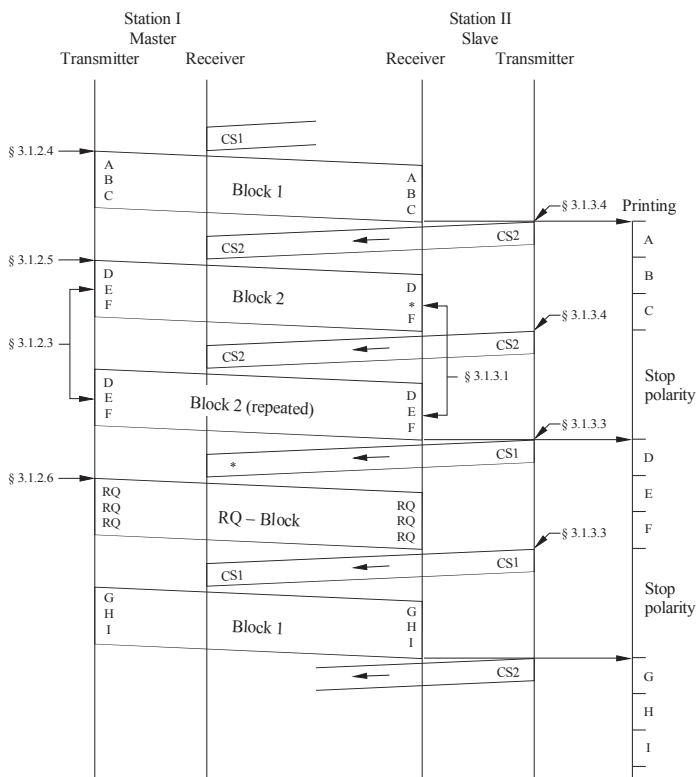 Station I
Master
Station II
Slave
Transmitter
Receiver
Receiver
Transmitter
CS1
§ 3.1.2.4
A
B
C
Block 1
A
B
C
§ 3.1.3.4
Printing
CS2
CS2
A
§ 3.1.2.5
B
D
E
F
Block 2
D
*
F
C
§ 3.1.3.4
§ 3.1.2.3
CS2
CS2
§ 3.1.3.1
Stop
polarity
D
E
F
Block 2 (repeated)
D
E
F
§ 3.1.3.3
*
CS1
D
§ 3.1.2.6
E
RQ
RQ
RQ
RQ – Block
RQ
RQ
RQ
F
§ 3.1.3.3
CS1
CS1
Stop
polarity
G
H
I
Block 1
G
H
I
CS2
G
H
I